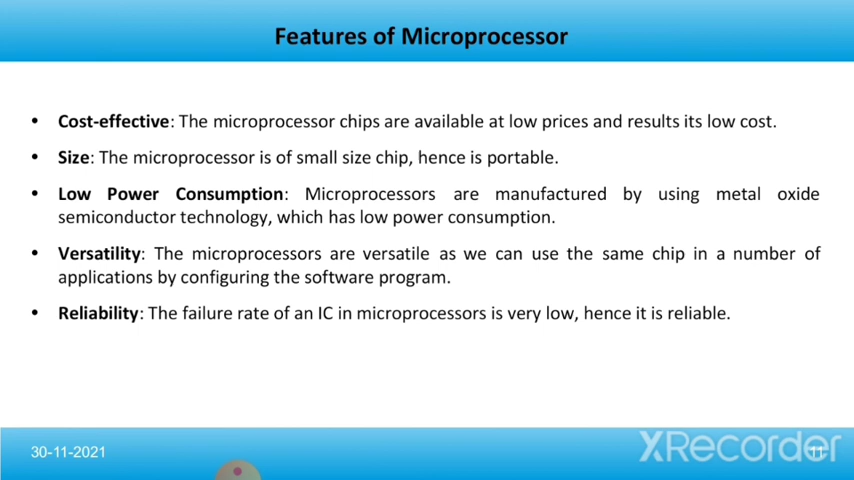 Features of Microprocessor
• Cost-effective: The microprocessor chips are available at low prices and results its low cost.
• Size: The microprocessor is of small size chip, hence is portable.
• Low Power Consumption: Microprocessors are manufactured by using metal oxide
semiconductor technology, which has low power consumption.
• Versatility: The microprocessors are versatile as we can use the same chip in a number of
applications by configuring the software program.
• Reliability: The failure rate of an IC in microprocessors is very low, hence it is reliable.
30-11-2021
XRecorder
11